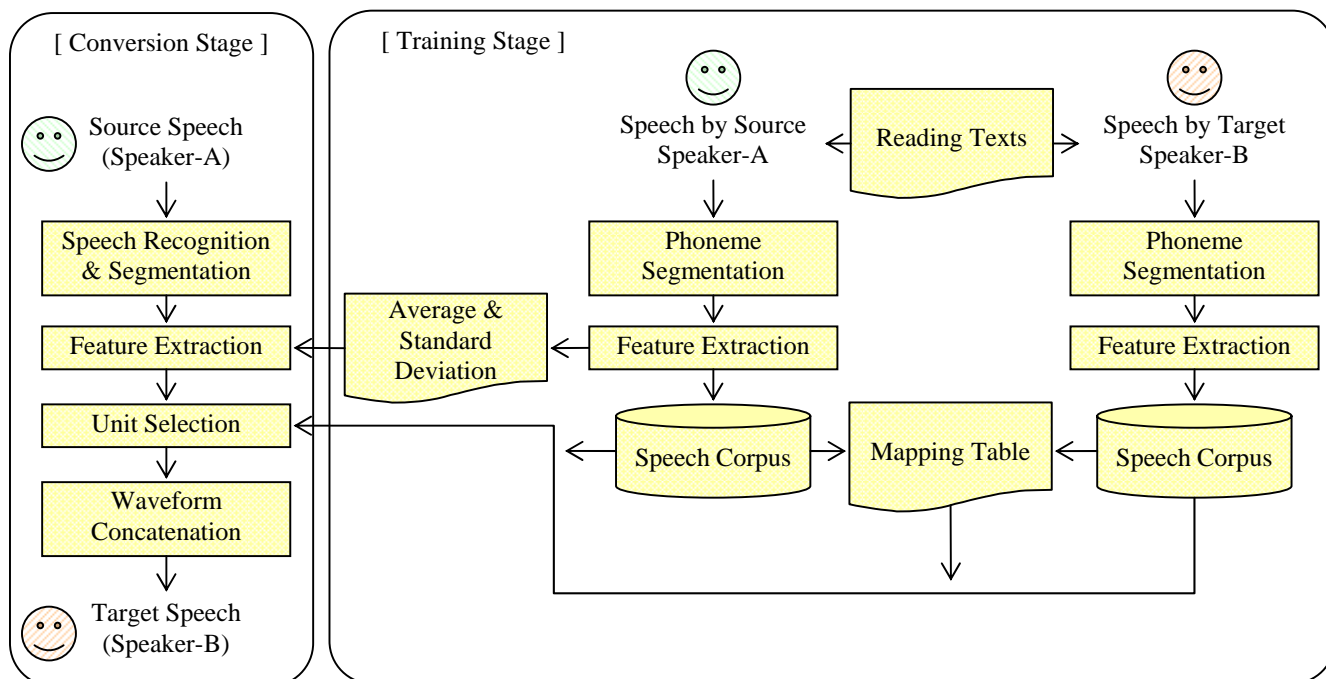 [ Conversion Stage ]
Source Speech
(Speaker-A)
Speech Recognition
& Segmentation
Feature Extraction
Unit Selection
Waveform
Concatenation
Target Speech
(Speaker-B)
[ Training Stage ]
Speech by Source
Speaker-A
Reading Texts
Speech by Target
Speaker-B
Phoneme
Segmentation
Phoneme
Segmentation
Average &
Standard
Deviation
Feature Extraction
Feature Extraction
Speech Corpus
Mapping Table
Speech Corpus